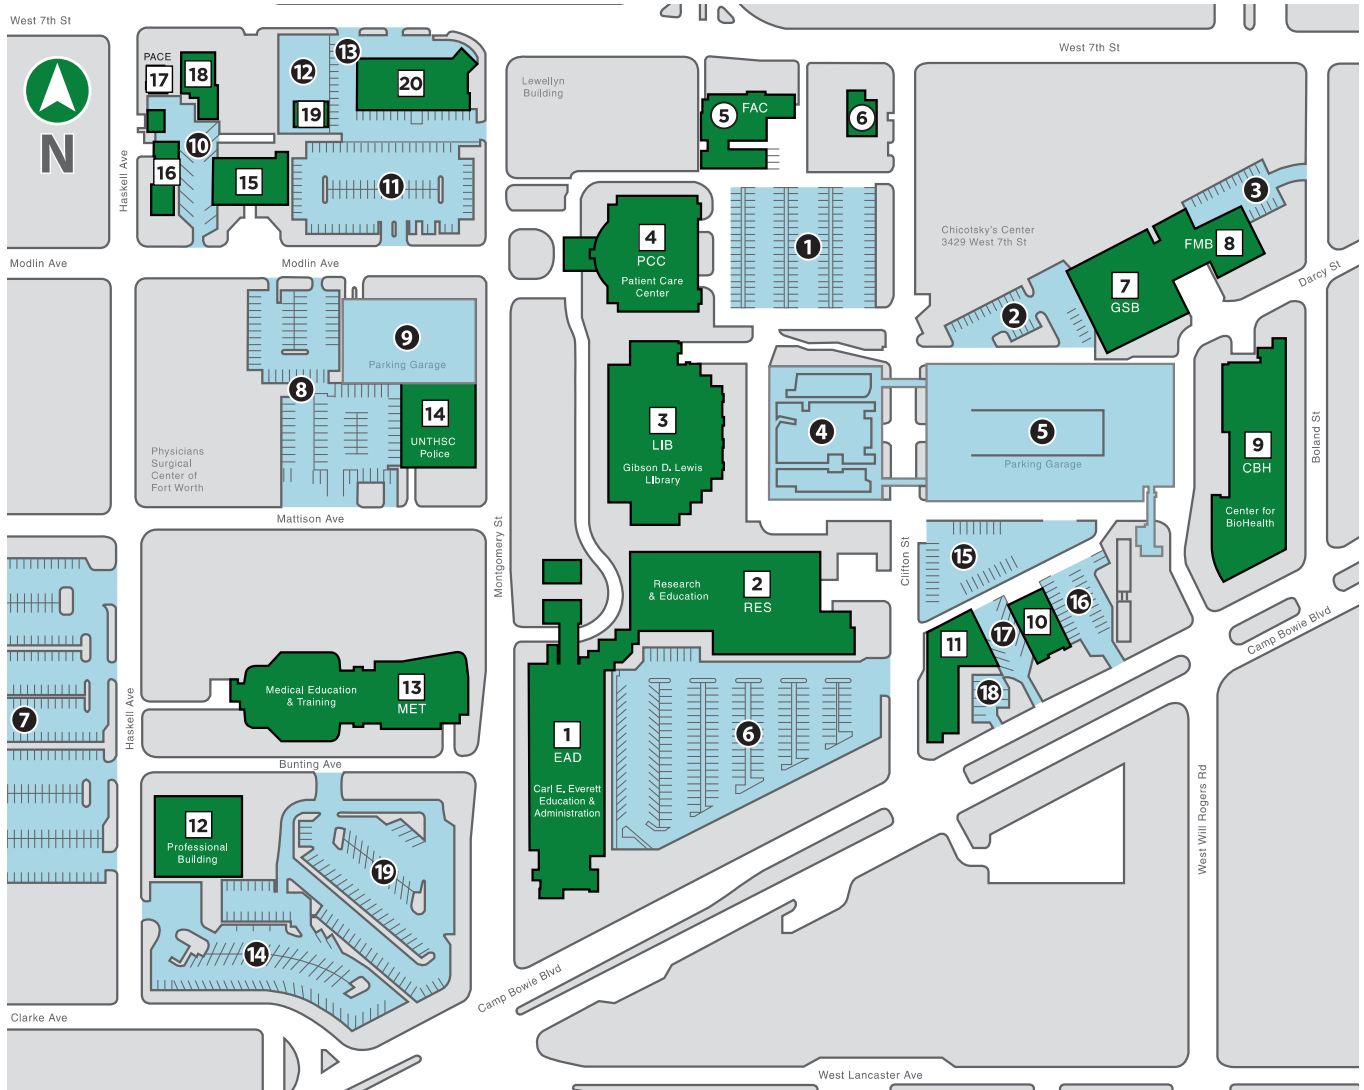 West 7th St
West 7th St
PACE
17
18
12
13
20
19
10
16
15
11
N
Haskell Ave
Lewellyn
Building
5
FAC
6
3
Chicotsky's Center
3429 West 7th St
FMB
8
Darcy St
4
PCC
Patient Care
Center
1
7
GSB
2
Modlin Ave
Modlin Ave
9
Parking Garage
8
14
UNTHSC
Police
Physicians
Surgical
Center of
Fort Worth
Mattison Ave
3
LIB
Gibson D. Lewis
Library
4
5
Parking Garage
9
CBH
Center for
BioHealth
Boland St
Montgomery St
Clifton St
15
Research
& Education
2
RES
16
17
10
11
18
Camp Bowie Blvd
Medical Education
& Training
13
MET
7
Haskell Ave
1
EAD
Carl E. Everett
Education &
Administration
6
Bunting Ave
12
Professional
Building
19
14
West Will Rogers Rd
Camp Bowie Blvd
Clarke Ave
West Lancaster Ave